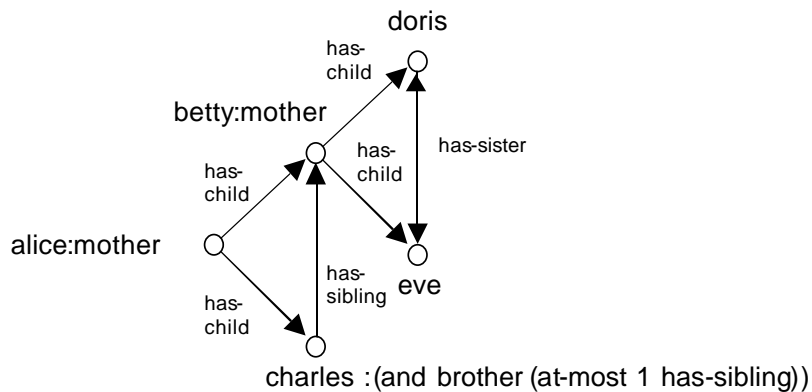 doris
has-
child
betty:mother
has-
child
has-sister
has-
child
alice:mother
has-
sibling
eve
has-
child
charles :(and brother (at-most 1 has-sibling))